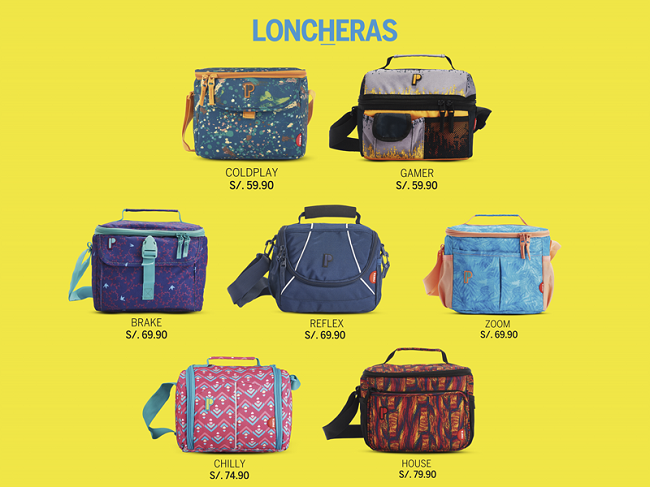 LONCHERAS
COLDPLAY
S/. 59.90
GAMER
S/. 59.90
BRAKE
S/. 69.90
REFLEX
S/. 69.90
ZOOM
S/. 69.90
CHILLY
S/. 74.90
HOUSE
S/. 79.90